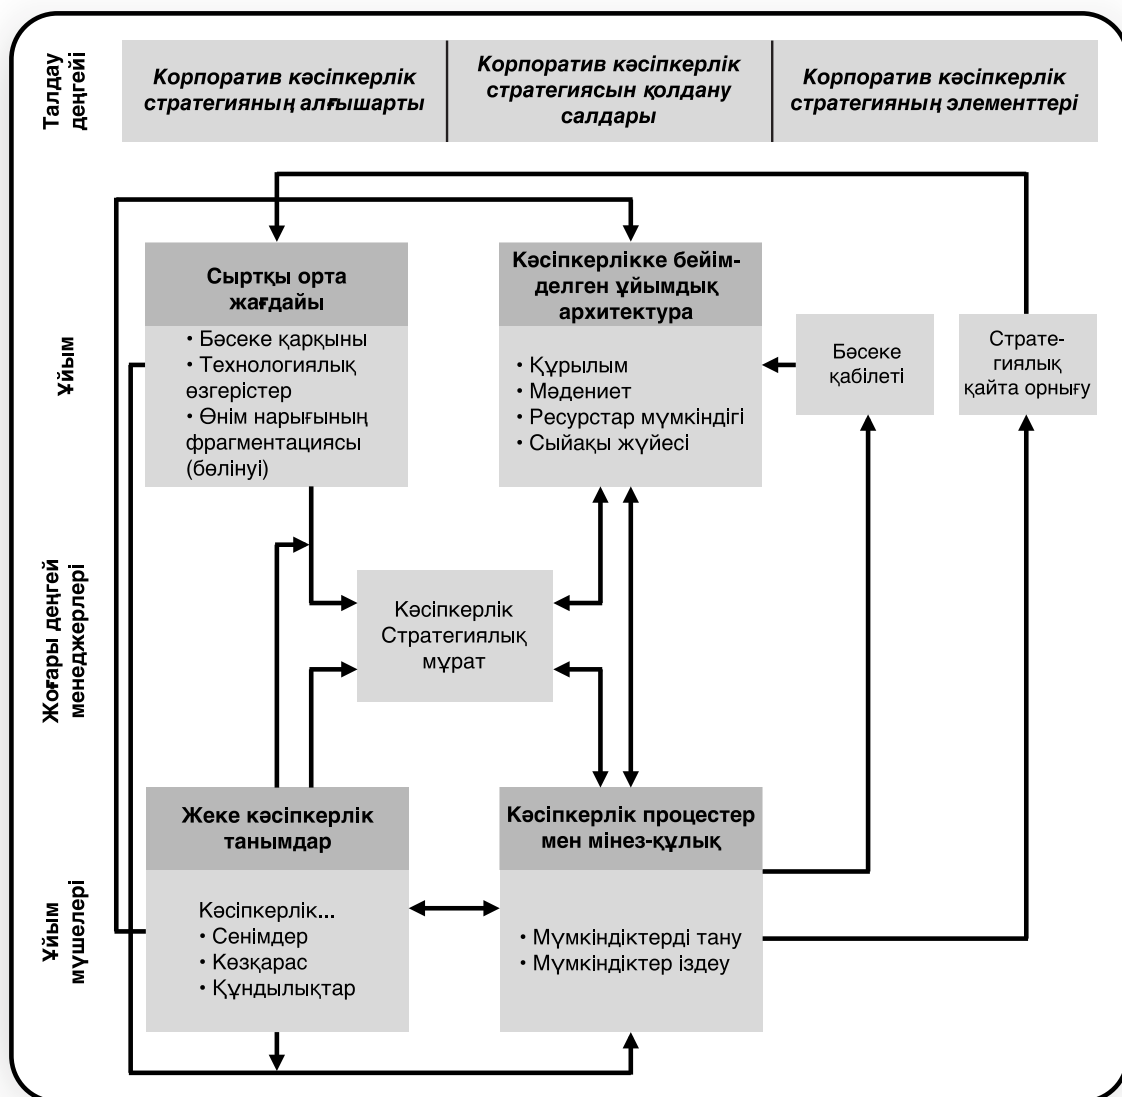 Талдау
деңгейі
Корпоратив кәсіпкерлік
стратегияның алғышарты
Корпоратив кәсіпкерлік
стратегиясын қолдану
салдары
Корпоратив кәсіпкерлік
стратегияның элементтері
Ұйым
Сыртқы орта
жағдайы
• Бәсеке қарқыны
• Технологиялық
өзгерістер
• Өнім нарығының
фрагментациясы
(бөлінуі)
Кәсіпкерлікке бейім-
делген ұйымдық
архитектура
• Құрылым
• Мәдениет
• Ресурстар мүмкіндігі
• Сыйақы жүйесі
Бәсеке
қабілеті
Страте-
гиялық
қайта орнығу
Жоғары деңгей
менеджерлері
Кәсіпкерлік
Стратегиялық
мұрат
Ұйым
мүшелері
Жеке кәсіпкерлік
танымдар
Кәсіпкерлік...
• Сенімдер
• Көзқарас
• Құндылықтар
Кәсіпкерлік процестер
мен мінез-құлық
• Мүмкіндіктерді тану
• Мүмкіндіктер іздеу